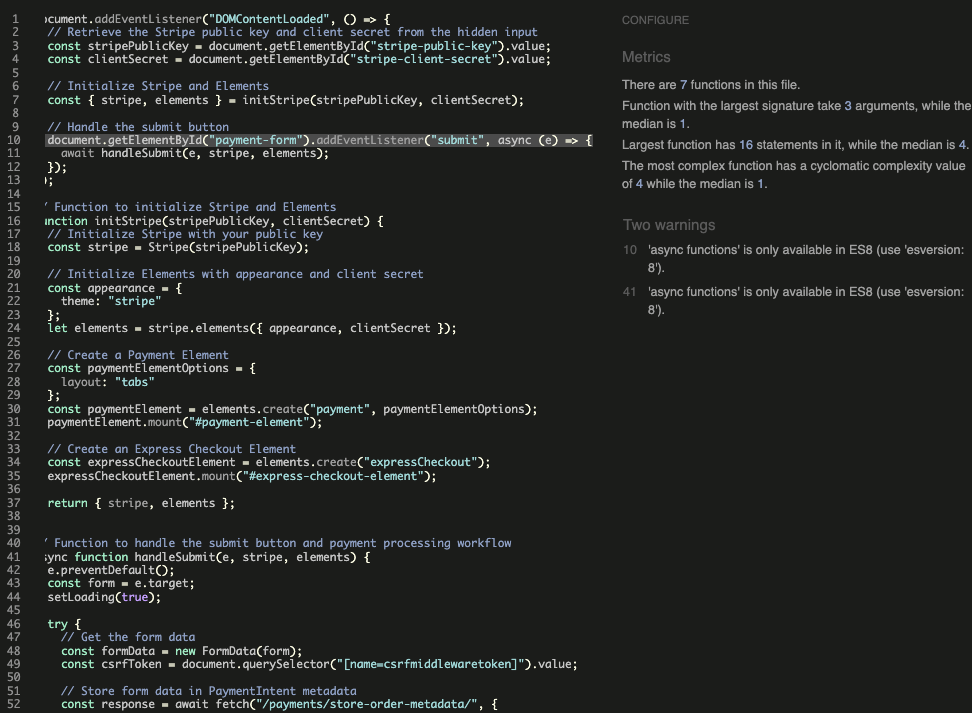 1 ocument.addEventListener("DOMContentLoaded", () => {
2 // Retrieve the Stripe public key and client secret from the hidden input
3 const stripePublicKey = document.getElementById("stripe-public-key").value;
4 const clientSecret = document.getElementById("stripe-client-secret").value;
5
6 // Initialize Stripe and Elements
7 const { stripe, elements } = initStripe(stripePublicKey, clientSecret);
8
9 // Handle the submit button
10 document.getElementById("payment-form").addEventListener("submit", async (e) => {
11 await handleSubmit(e, stripe, elements);
12 });
13 );
14
15 / Function to initialize Stripe and Elements
16 unction initStripe(stripePublicKey, clientSecret) {
17 // Initialize Stripe with your public key
18 const stripe = Stripe(stripePublicKey);
19
20 // Initialize Elements with appearance and client secret
21 const appearance = {
22 theme: "stripe"
23 };
24 let elements = stripe.elements({ appearance, clientSecret });
25
26 // Create a Payment Element
27 const paymentElementOptions = {
28 layout: "tabs"
29 };
30 const paymentElement = elements.create("payment", paymentElementOptions);
31 paymentElement.mount("#payment-element");
32
33 // Create an Express Checkout Element
34 const expressCheckoutElement = elements.create("expressCheckout");
35 expressCheckoutElement.mount("#express-checkout-element");
36
37 return { stripe, elements };
38
39
40 / Function to handle the submit button and payment processing workflow
41 sync function handleSubmit(e, stripe, elements) {
42 e.preventDefault();
43 const form = e.target;
44 setLoading(true);
45
46 try {
47 // Get the form data
48 const formData = new FormData(form);
49 const csrfToken = document.querySelector("[name=csrfmiddlewaretoken]").value;
50
51 // Store form data in PaymentIntent metadata
52 const response = await fetch("/payments/store-order-metadata/", {
CONFIGURE
Metrics
There are 7 functions in this file.
Function with the largest signature take 3 arguments, while the
median is 1.
Largest function has 16 statements in it, while the median is 4.
The most complex function has a cyclomatic complexity value
of 4 while the median is 1.
Two warnings
10 'async functions' is only available in ES8 (use 'esversion:
8').
41 'async functions' is only available in ES8 (use 'esversion:
8').